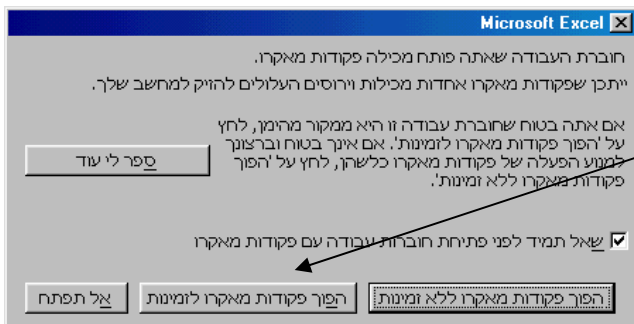 Microsoft Excel
חוברת העבודה שאתה פותח מכילה פקודות מאקרו.
ייתכן שפקודות מאקרו אחדות מכילות וירוסים העלולים להזיק למחשב שלך.
אם אתה בטוח שחוברת עבודה זו היא ממקור מהימן, לחץ
על 'הפוך פקודות מאקרו לזמינות'. אם אינך בטוח וברצונך
למנוע הפעלה של פקודות מאקרו כלשהן, לחץ על 'הפוך
פקודות מאקרו ללא זמינות'.
ספר לי עוד
שאל תמיד לפני פתיחת חוברות עבודה עם פקודות מאקרו
הפוך פקודות מאקרו ללא זמינות
הפוך פקודות מאקרו לזמינות
אל תפתח